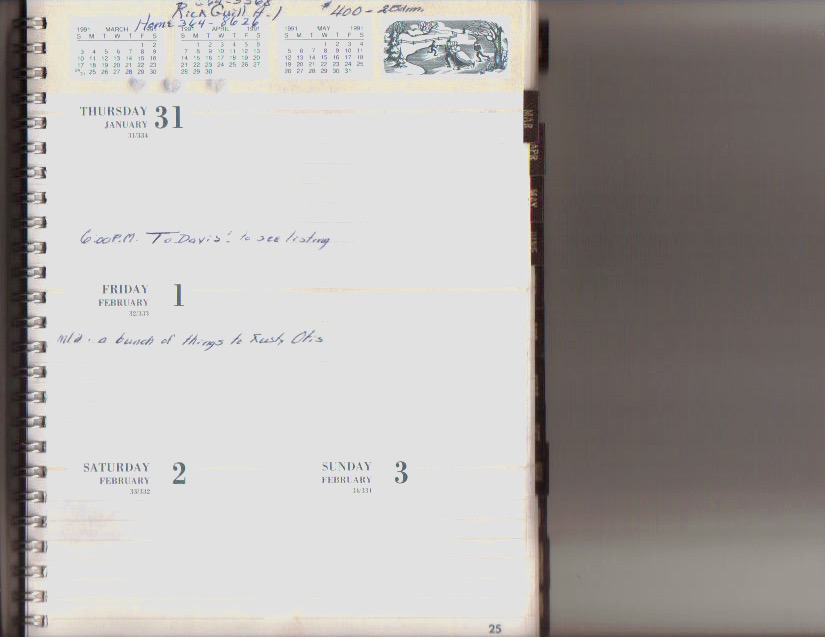 Rick Guill A-1 $400-
Home 364-8626
1991 MARCH 1991
S M T W T F S
1 2
3 4 5 6 7 8 9
10 11 12 13 14 15 16
17 18 19 20 21 22 23
24/31 25 26 27 28 29 30
1991 APRIL 1991
S M T W T F S
1 2 3 4 5 6
7 8 9 10 11 12 13
14 15 16 17 18 19 20
21 22 23 24 25 26 27
28 29 30
1991 MAY 1991
S M T W T F S
1 2 3 4
5 6 7 8 9 10 11
12 13 14 15 16 17 18
19 20 21 22 23 24 25
26 27 28 29 30 31
THURSDAY 31
JANUARY
31/334
6:00P.M. To Davis' to see listing
FRIDAY 1
FEBRUARY
32/333
Mld. a bunch of things to Rusty Otis
SATURDAY 2
FEBRUARY
33/332
SUNDAY 3
FEBRUARY
34/331
MAR
APR
MAY
JUNE
25